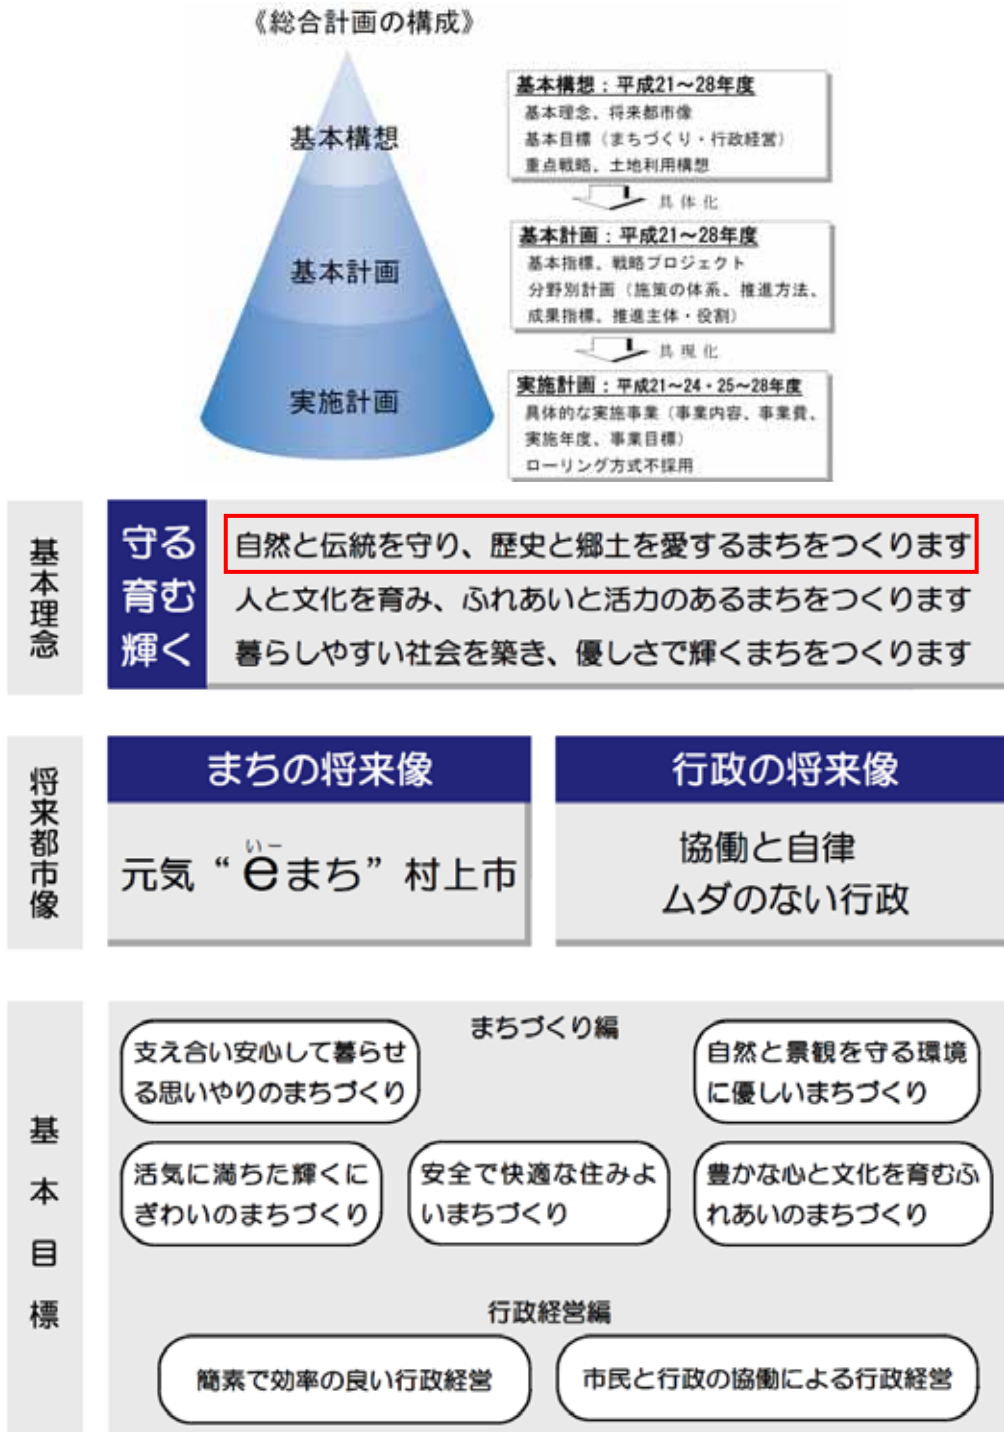 《総合計画の構成》
基本構想
基本計画
実施計画
基本構想：平成21～28年度
基本理念、将来都市像
基本目標（まちづくり・行政経営）
重点戦略、土地利用構想
具体化
基本計画：平成21～28年度
基本指標、戦略プロジェクト
分野別計画（施策の体系、推進方法、
成果指標、推進主体・役割）
具現化
実施計画：平成21～24・25～28年度
具体的な実施事業（事業内容、事業費、
実施年度、事業目標）
ローリング方式不採用
基本理念
守る
育む
輝く
自然と伝統を守り、歴史と郷土を愛するまちをつくります
人と文化を育み、ふれあいと活力のあるまちをつくります
暮らしやすい社会を築き、優しさで輝くまちをつくります
将来都市像
まちの将来像
いー
元気“eまち”村上市
行政の将来像
協働と自律
ムダのない行政
基本目標
まちづくり編
支え合い安心して暮らせ
る思いやりのまちづくり
自然と景観を守る環境
に優しいまちづくり
活気に満ちた輝くに
ぎわいのまちづくり
安全で快適な住みよ
いまちづくり
豊かな心と文化を育むふ
れあいのまちづくり
行政経営編
簡素で効率の良い行政経営
市民と行政の協働による行政経営